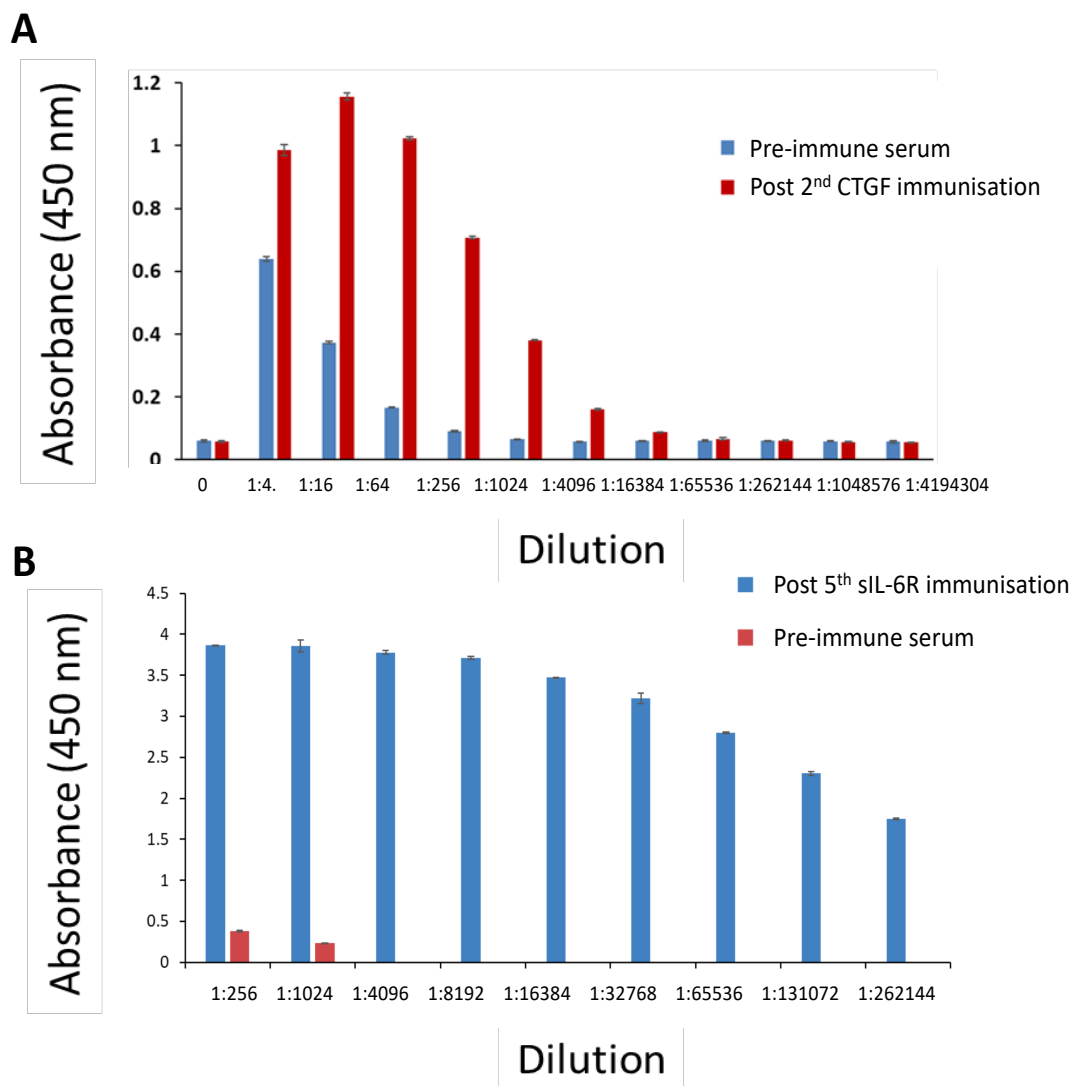 A
Absorbance (450 nm)
1.2
1
0.8
0.6
0.4
0.2
0
Pre-immune serum
Post 2nd CTGF immunisation
0 1:4. 1:16 1:64 1:256 1:1024 1:4096 1:16384 1:65536 1:262144 1:1048576 1:4194304
Dilution
B
Absorbance (450 nm)
Post 5th sIL-6R immunisation
Pre-immune serum
4.5
4
3.5
3
2.5
2
1.5
1
0.5
0
1:256 1:1024 1:4096 1:8192 1:16384 1:32768 1:65536 1:131072 1:262144
Dilution